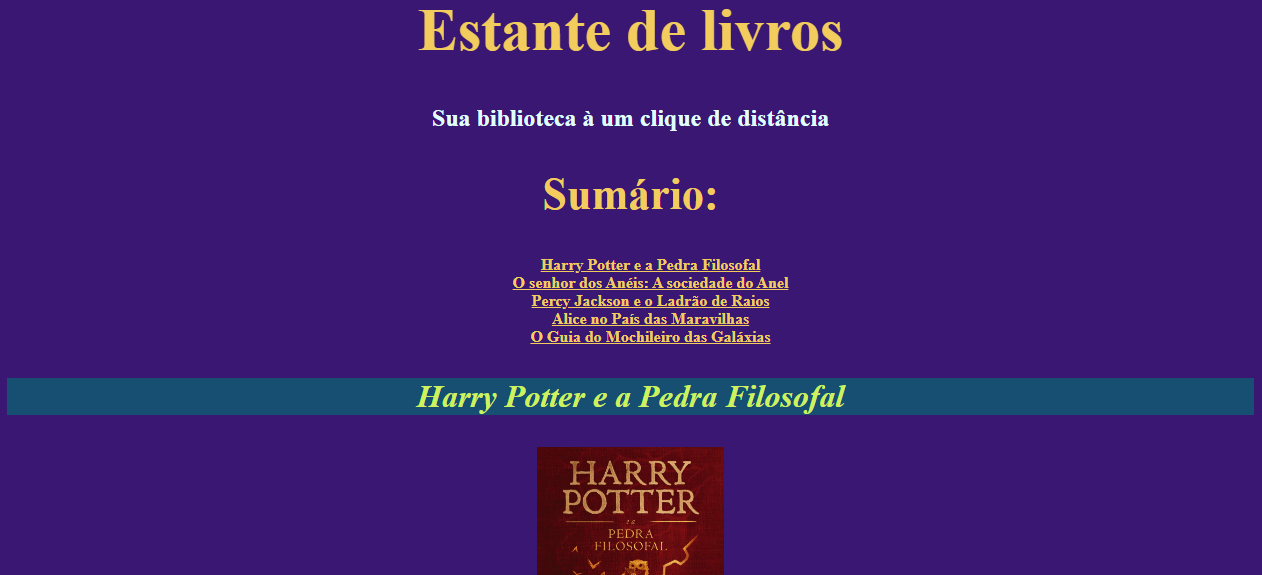 Estante de livros
Sua biblioteca à um clique de distância
Sumário:
Harry Potter e a Pedra Filosofal
O senhor dos Anéis: A sociedade do Anel
Percy Jackson e o Ladrão de Raios
Alice no País das Maravilhas
O Guia do Mochileiro das Galáxias
Harry Potter e a Pedra Filosofal
HARRY
POTTER
E A
PEDRA
FILOSOFAL